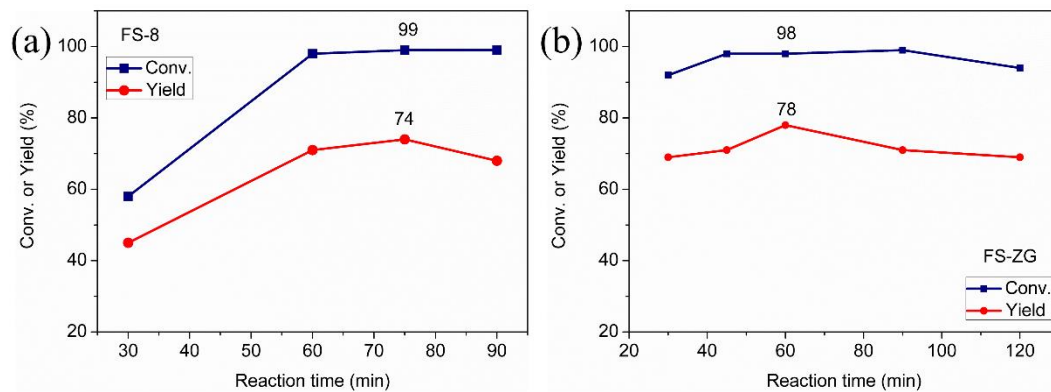 (a)
FS-8
Conv.
Yield
99
74
Conv. or Yield (%)
100
80
60
40
20
30 40 50 60 70 80 90
Reaction time (min)
(b)
98
78
FS-ZG
Conv.
Yield
Conv. or Yield (%)
100
80
60
40
20
20 40 60 80 100 120
Reaction time (min)